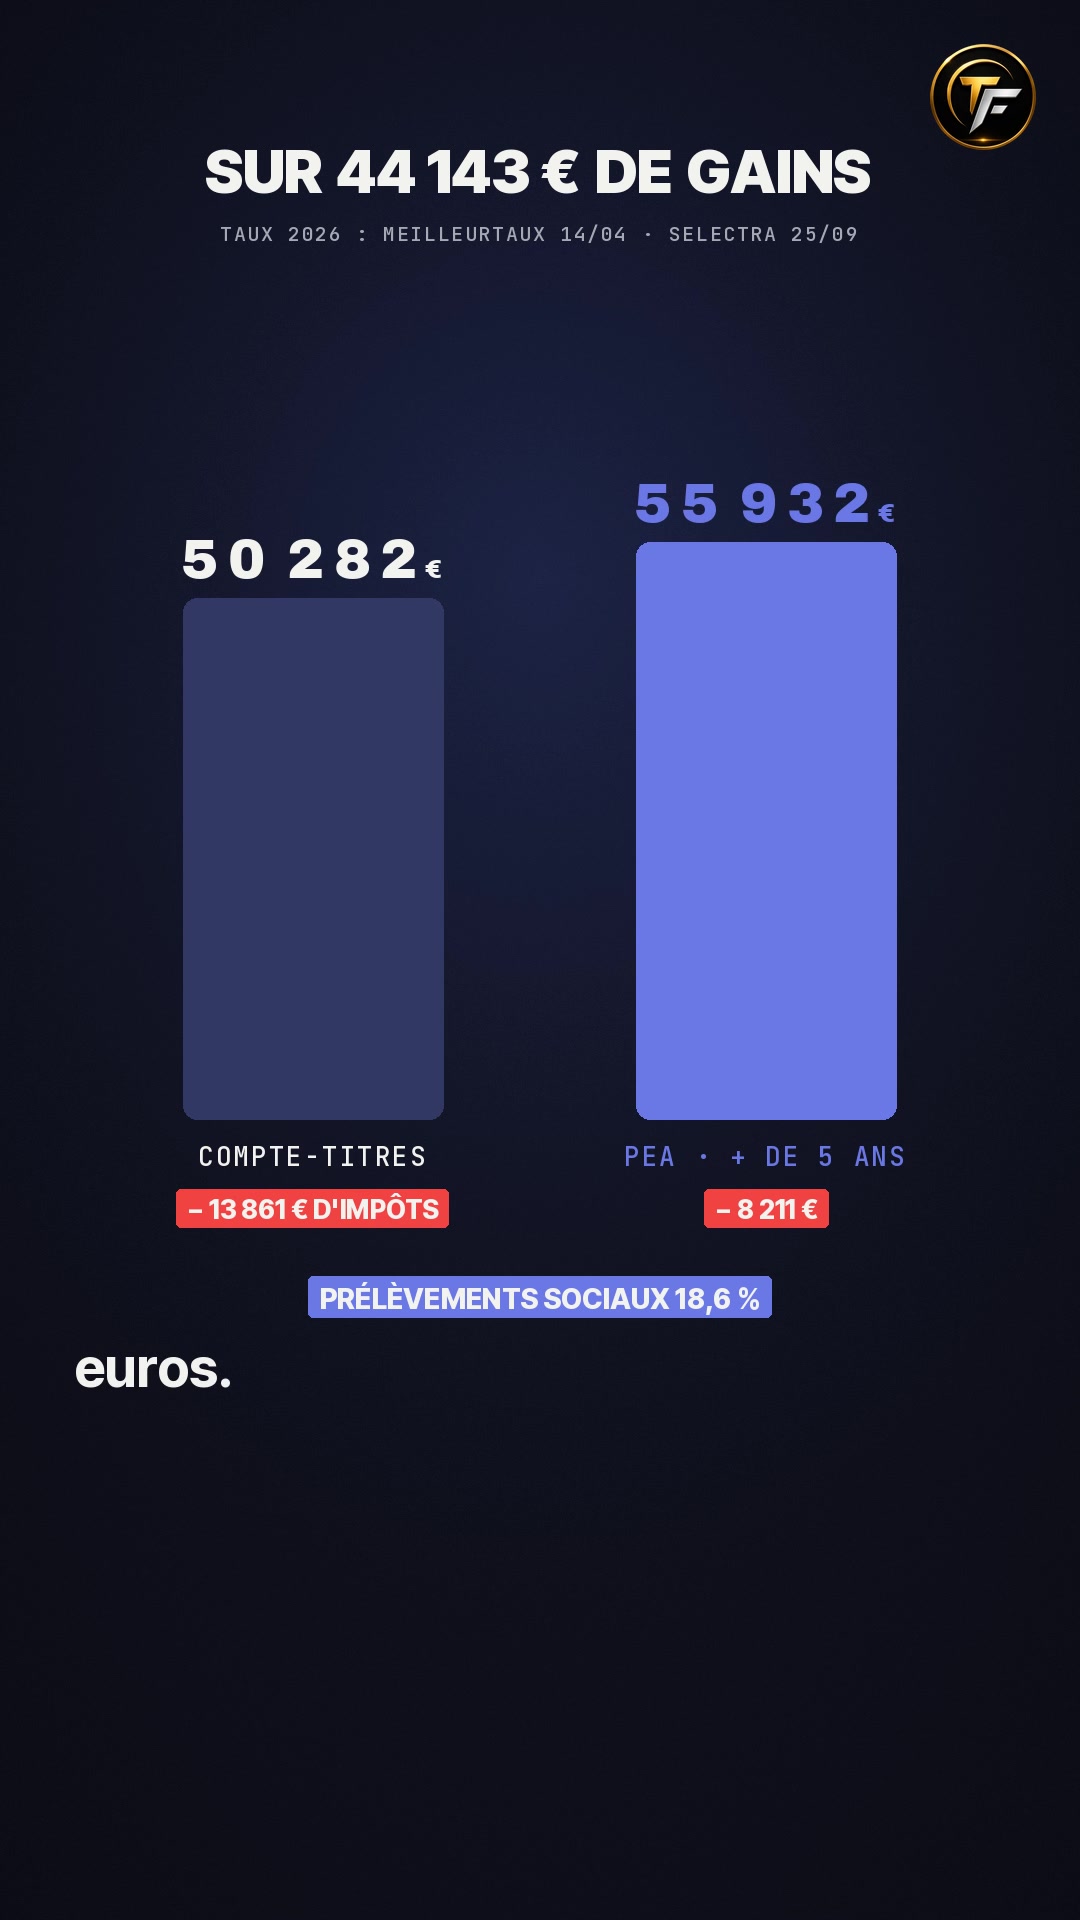 TF
SUR 44 143 € DE GAINS
TAUX 2026 : MEILLEURTAUX 14/04 · SELECTRA 25/09
55 932 €
50 282 €
COMPTE-TITRES
PEA · + DE 5 ANS
– 13 861 € D'IMPÔTS
– 8 211 €
PRÉLÈVEMENTS SOCIAUX 18,6 %
euros.